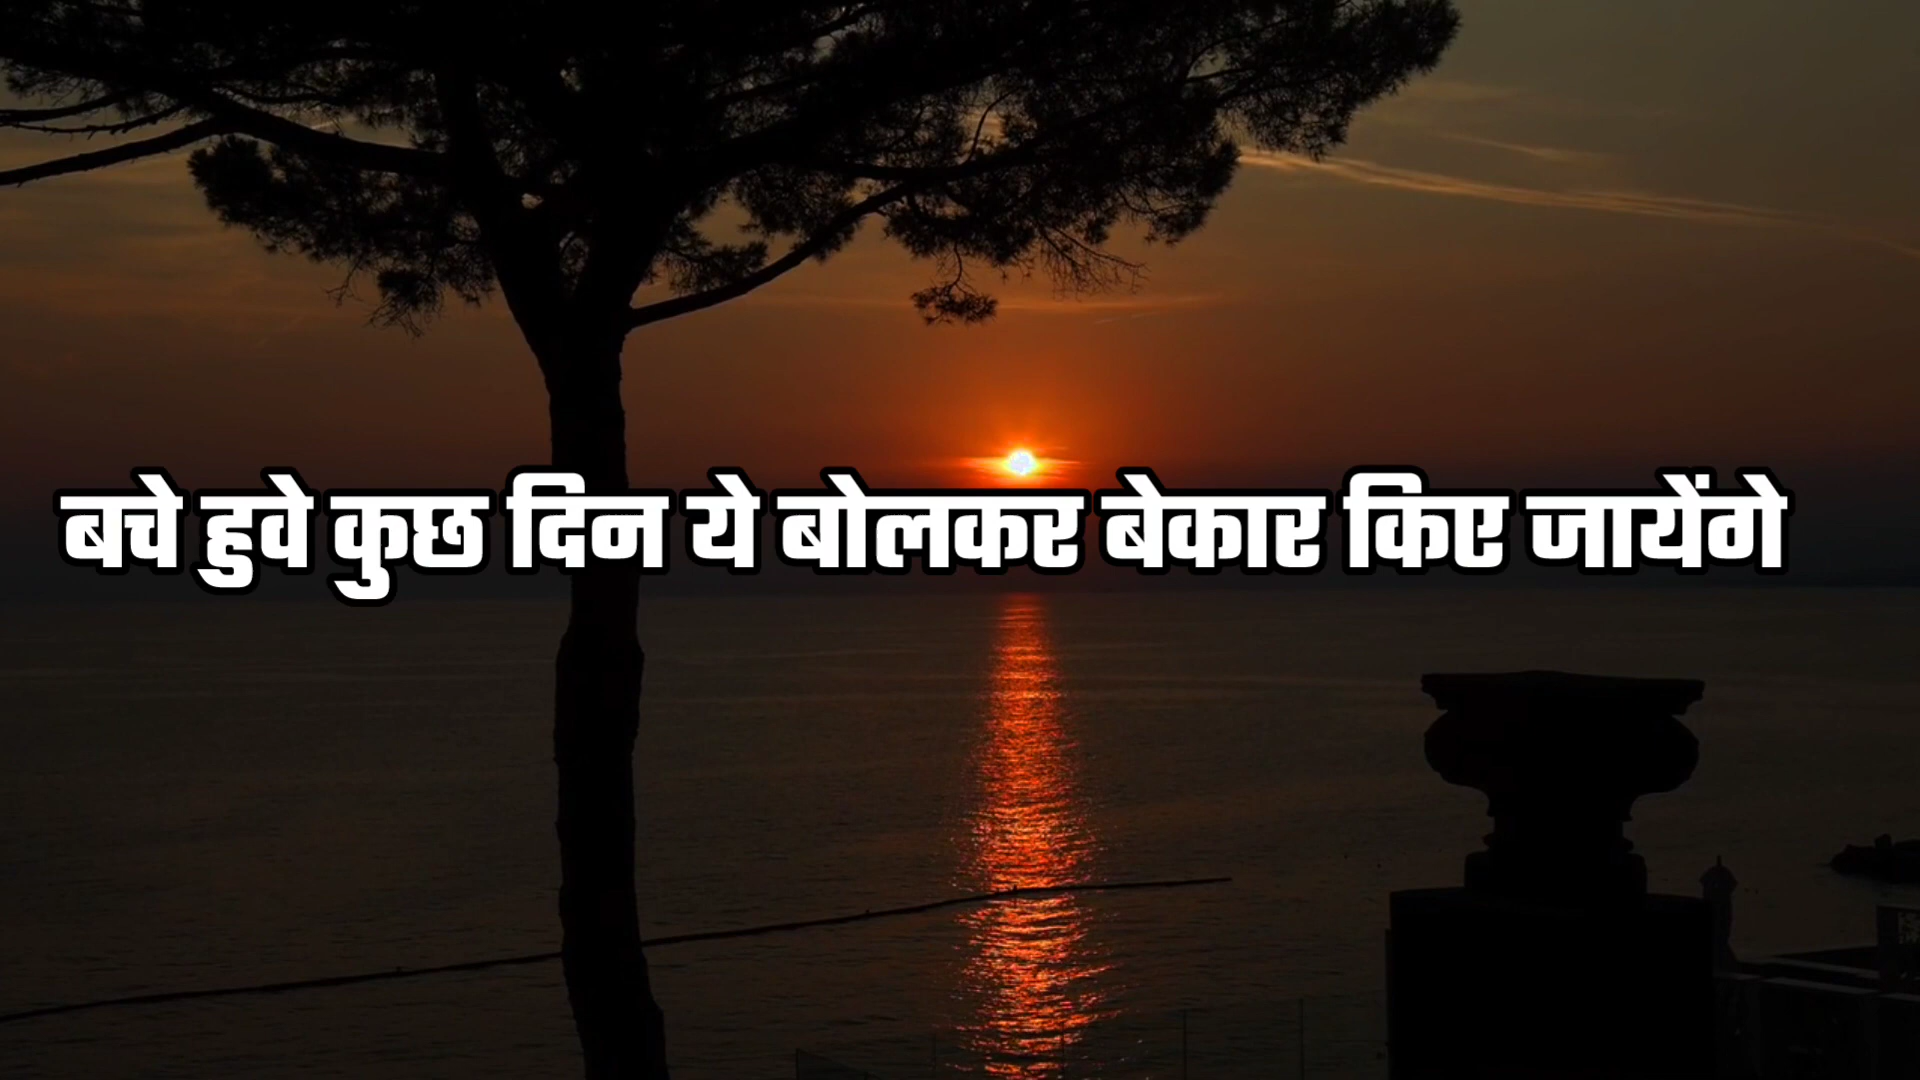 बचे हुवे कुछ दिन ये बोलकर बेकार किए जायेंगे